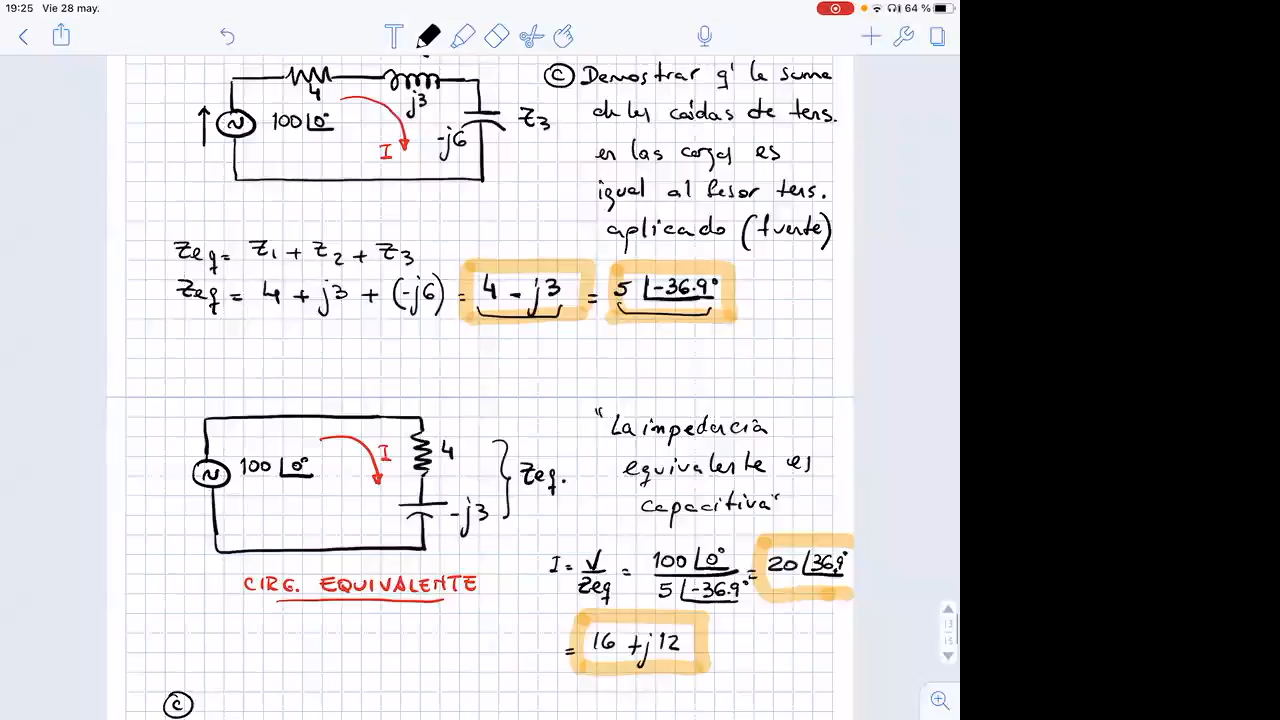 19:25 Vie 28 may.
64 %
T
4
j3
100 ∟0°
-j6
Z3
I
Ⓒ Demostrar q' la suma
de las caídas de tens.
en las cargas es
igual al fasor tens.
aplicado (fuente)
Zeq = Z1 + Z2 + Z3
Zeq = 4 + j3 + (-j6) = 4 - j3 = 5 ∟-36.9°
100 ∟0°
I
4
-j3
Zeq.
CIRC. EQUIVALENTE
"La impedancia
equivalente es
capacitiva"
I = V/Zeq = 100 ∟0° / 5 ∟-36.9° = 20 ∟36.9°
= 16 + j12
Ⓒ
13
15